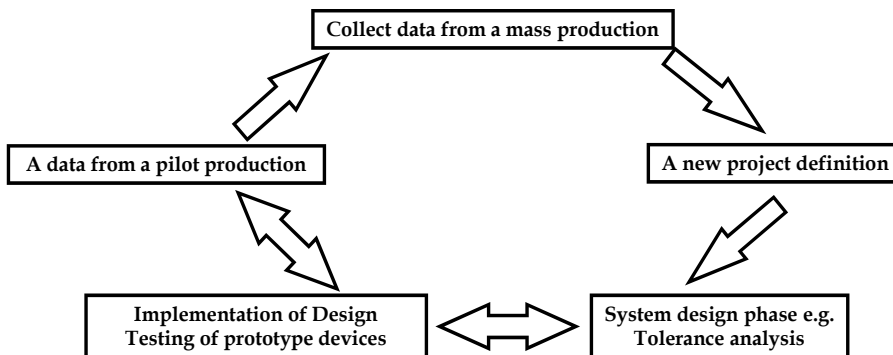 Collect data from a mass production
A data from a pilot production
A new project definition
Implementation of Design
Testing of prototype devices
System design phase e.g.
Tolerance analysis